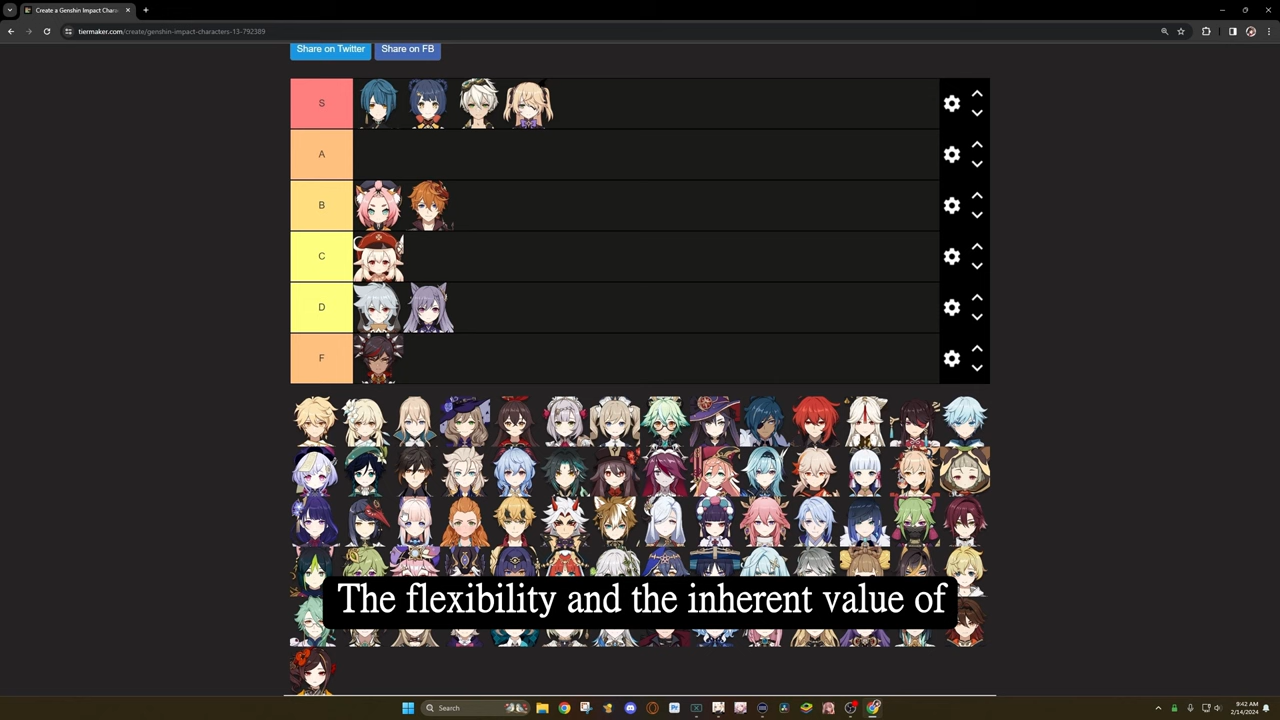 Create a Genshin Impact Charac
tiermaker.com/create/genshin-impact-characters-13-792389
Share on Twitter
Share on FB
S
A
B
C
D
F
The flexibility and the inherent value of
Search
9:42 AM
2/14/2024